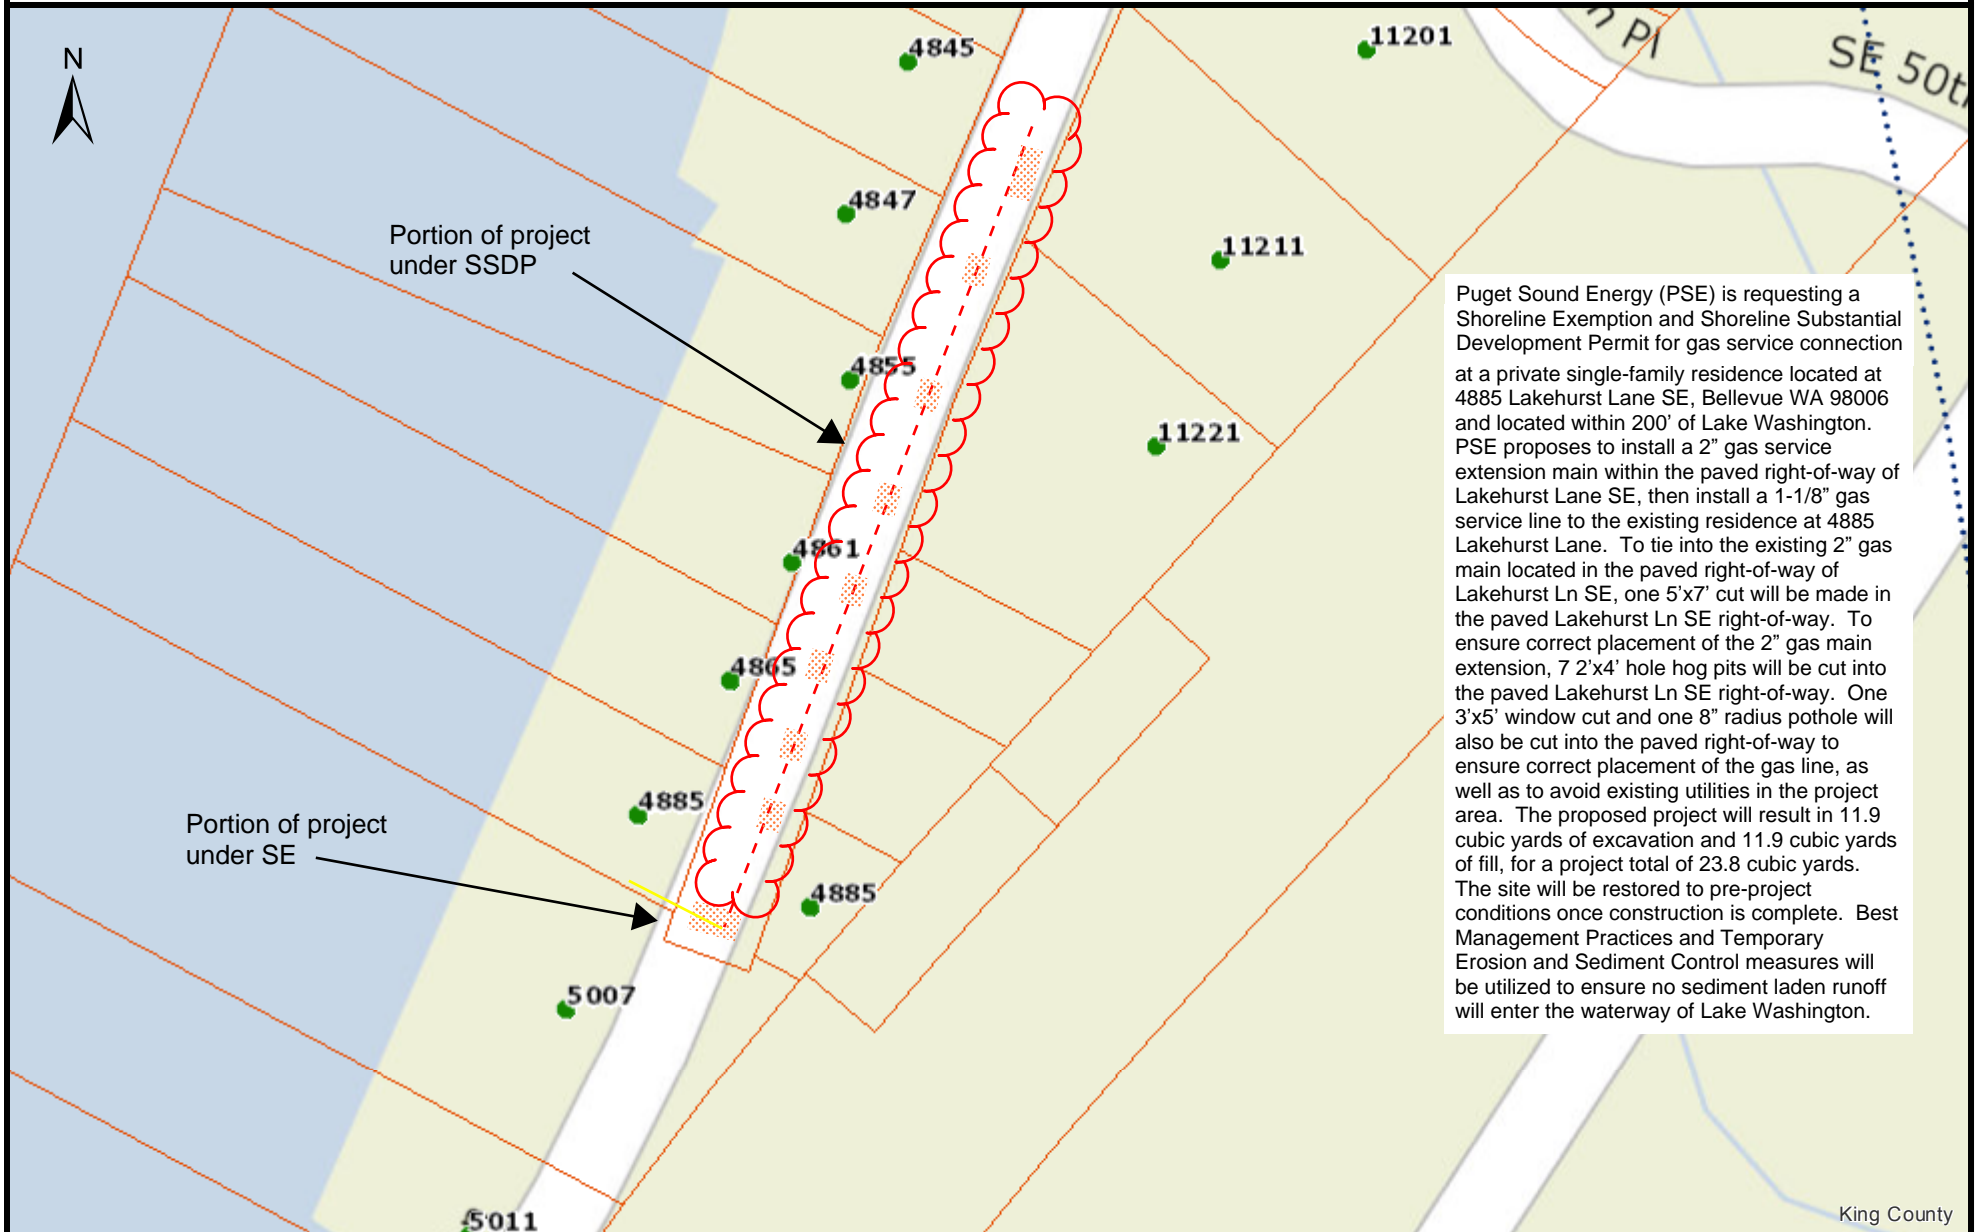 N
4845
11201
h Pl
SE 50th
4847
Portion of project
under SSDP
11211
4855
11221
4861
4865
4885
Portion of project
under SE
4885
5007
5011
Puget Sound Energy (PSE) is requesting a
Shoreline Exemption and Shoreline Substantial
Development Permit for gas service connection
at a private single-family residence located at
4885 Lakehurst Lane SE, Bellevue WA 98006
and located within 200’ of Lake Washington.
PSE proposes to install a 2” gas service
extension main within the paved right-of-way of
Lakehurst Lane SE, then install a 1-1/8” gas
service line to the existing residence at 4885
Lakehurst Lane.  To tie into the existing 2” gas
main located in the paved right-of-way of
Lakehurst Ln SE, one 5’x7’ cut will be made in
the paved Lakehurst Ln SE right-of-way.  To
ensure correct placement of the 2” gas main
extension, 7 2’x4’ hole hog pits will be cut into
the paved Lakehurst Ln SE right-of-way.  One
3’x5’ window cut and one 8” radius pothole will
also be cut into the paved right-of-way to
ensure correct placement of the gas line, as
well as to avoid existing utilities in the project
area.  The proposed project will result in 11.9
cubic yards of excavation and 11.9 cubic yards
of fill, for a project total of 23.8 cubic yards.
The site will be restored to pre-project
conditions once construction is complete.  Best
Management Practices and Temporary
Erosion and Sediment Control measures will
be utilized to ensure no sediment laden runoff
will enter the waterway of Lake Washington.
King County